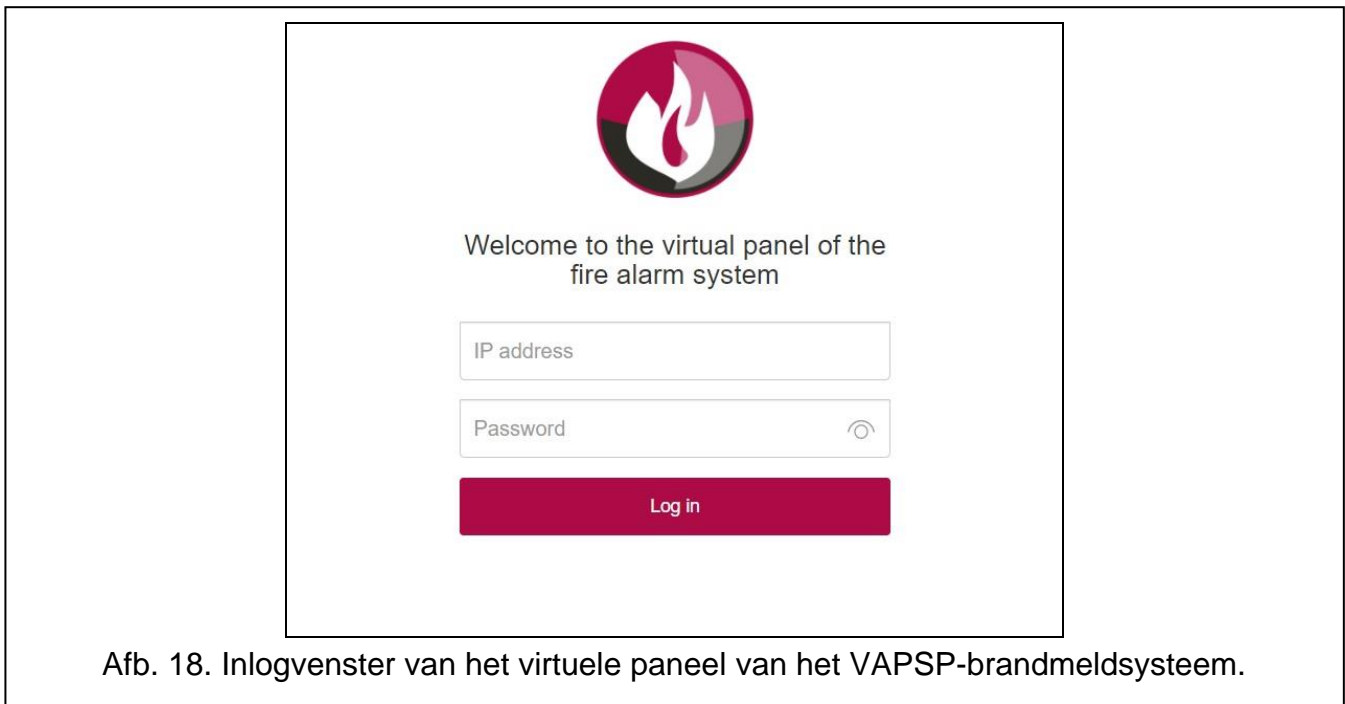 Welcome to the virtual panel of the
fire alarm system
IP address
Password
Log in
Afb. 18. Inlogvenster van het virtuele paneel van het VAPSP-brandmeldsysteem.